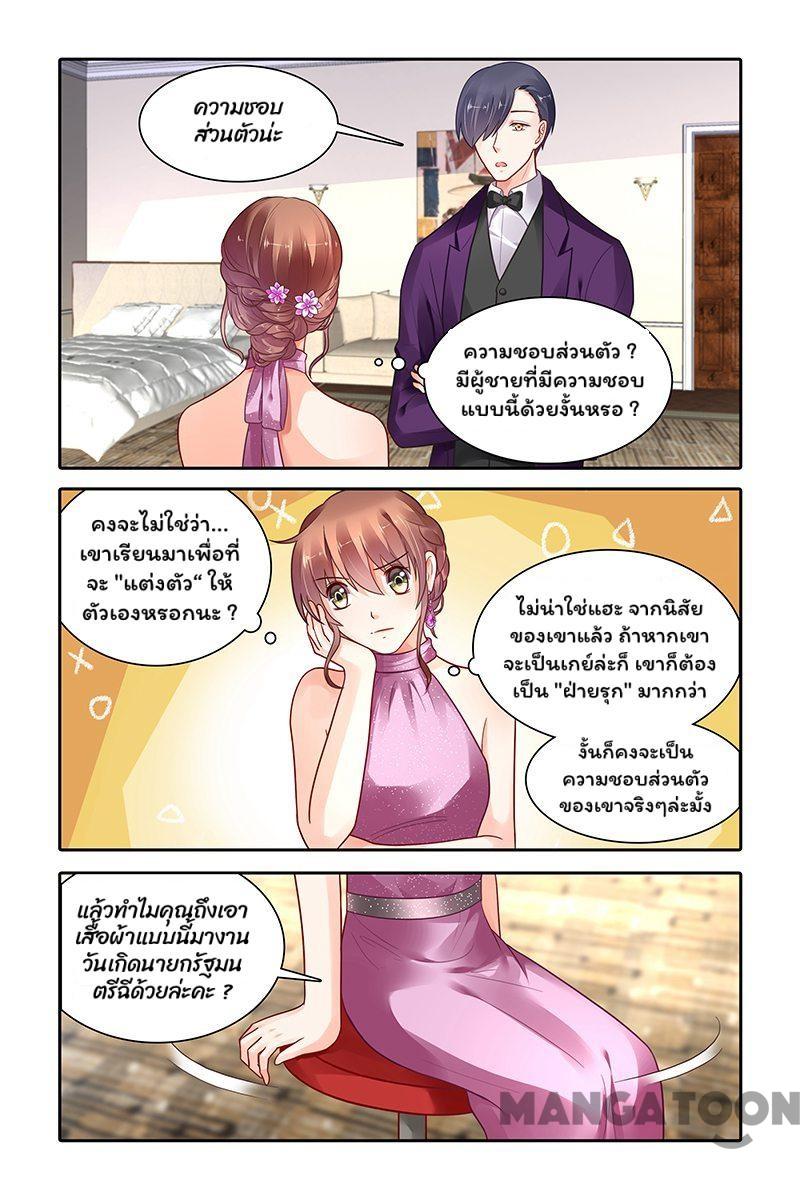 ความชอบ
ส่วนตัวน่ะ
ความชอบส่วนตัว ?
มีผู้ชายที่มีความชอบ
แบบนี้ด้วยงั้นหรอ ?
คงจะไม่ใช่ว่า...
เขาเรียนมาเพื่อที่
จะ "แต่งตัว“ ให้
ตัวเองหรอกนะ ?
ไม่น่าใช่แฮะ จากนิสัย
ของเขาแล้ว ถ้าหากเขา
จะเป็นเกย์ล่ะก็ เขาก็ต้อง
เป็น "ฝ่ายรุก" มากกว่า
งั้นก็คงจะเป็น
ความชอบส่วนตัว
ของเขาจริงๆล่ะมั้ง
แล้วทำไมคุณถึงเอา
เสื้อผ้าแบบนี้มางาน
วันเกิดนายกรัฐมน
ตรีฉีด้วยล่ะคะ ?
MANGATOON